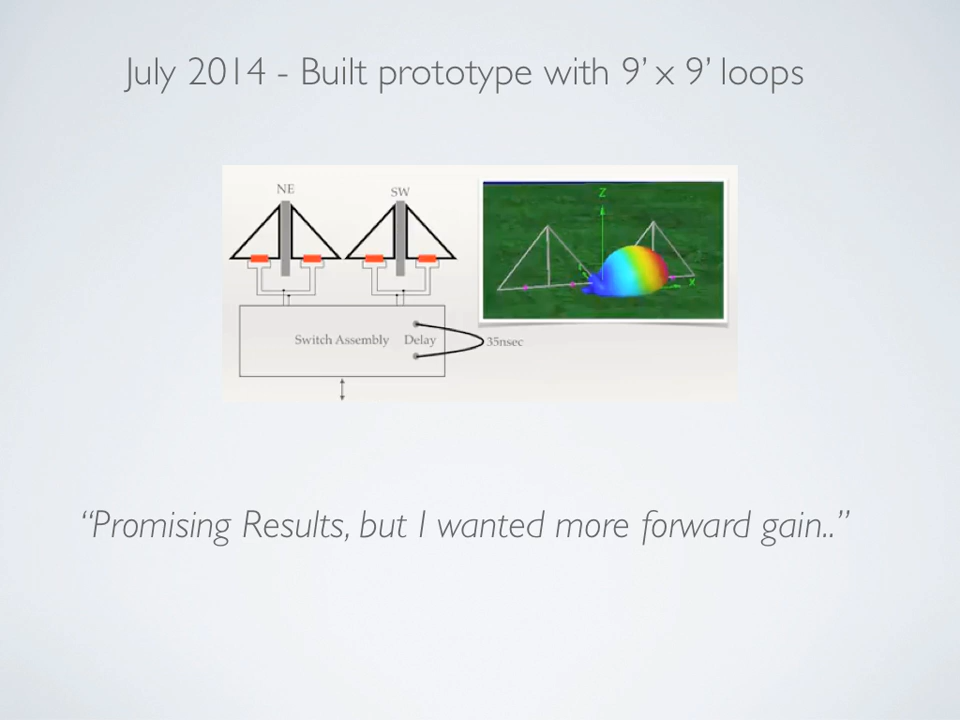 July 2014 - Built prototype with 9’ x 9’ loops
NE
SW
Z
X
Switch Assembly
Delay
35nsec
“Promising Results, but I wanted more forward gain..”